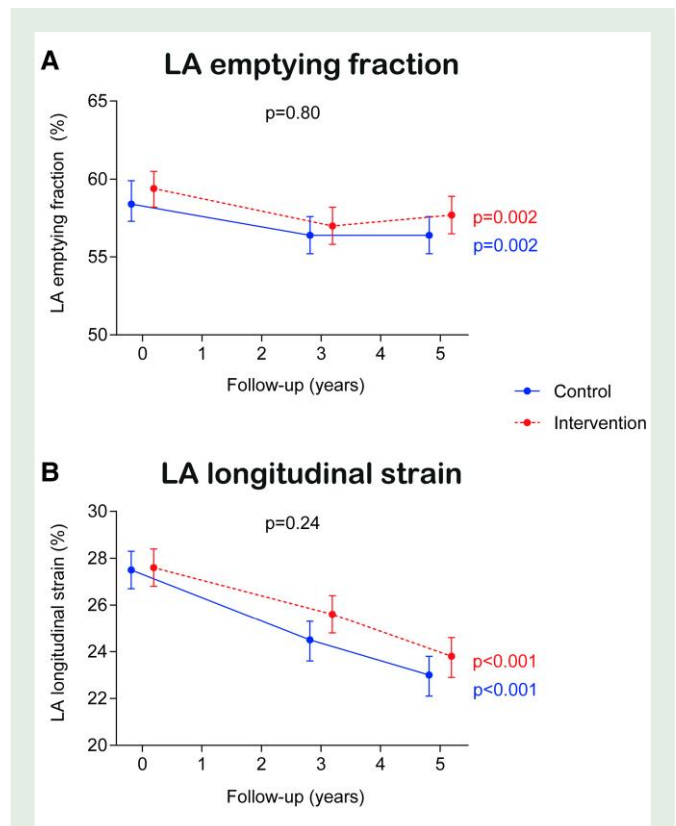 A
LA emptying fraction
p=0.80
LA emptying fraction (%)
65
60
55
50
p=0.002
p=0.002
0 1 2 3 4 5
Follow-up (years)
Control
Intervention
B
LA longitudinal strain
p=0.24
LA longitudinal strain (%)
30
28
26
24
22
20
p<0.001
p<0.001
0 1 2 3 4 5
Follow-up (years)